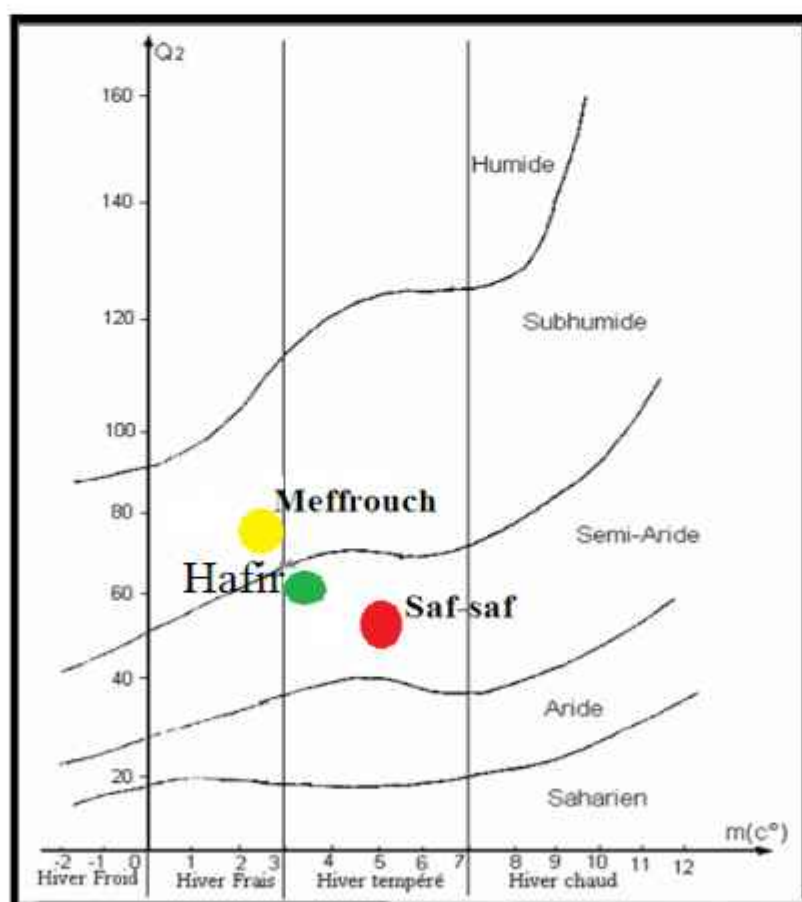 Q2
160
Humide
140
130
120
Subhumide
100
Meffrouch
80
Semi-Aride
Hafir
60
Saf-saf
40
Aride
20
Saharien
m(c°)
-2 -1 0 1 2 3 4 5 6 7 8 9 10 11 12
Hiver Froid Hiver Frais Hiver tempéré Hiver chaud